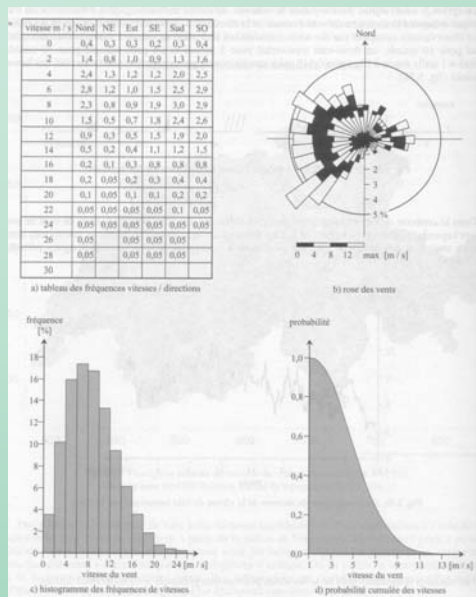 vitesse m / s Nord NE Est SE Sud SO
0 0,4 0,3 0,3 0,2 0,3 0,4
2 1,4 0,8 1,0 0,9 1,3 1,6
4 2,4 1,3 1,2 1,2 2,0 2,5
6 2,8 1,2 1,0 1,5 2,5 2,9
8 2,3 0,8 0,9 1,9 3,0 2,9
10 1,5 0,5 0,7 1,8 2,4 2,6
12 0,9 0,3 0,5 1,5 1,9 2,0
14 0,5 0,2 0,4 1,1 1,2 1,5
16 0,2 0,1 0,3 0,8 0,8 0,8
18 0,2 0,05 0,2 0,3 0,4 0,4
20 0,1 0,05 0,1 0,1 0,2 0,2
22 0,05 0,05 0,05 0,05 0,1 0,05
24 0,05 0,05 0,05 0,05 0,05 0,05
26 0,05 0,05 0,05 0,05
28 0,05 0,05 0,05 0,05
30
a) tableau des fréquences vitesses / directions
Nord
1
2
3
4
5 %
0 4 8 12 max [m / s]
b) rose des vents
fréquence
[%]
18
16
14
12
10
8
6
4
2
0
0 4 8 12 16 20 24 [m / s]
vitesse du vent
c) histogramme des fréquences de vitesses
probabilité
1,0
0,8
0,6
0,4
0,2
0,0
1 3 5 7 9 11 13 [m / s]
vitesse du vent
d) probabilité cumulée des vitesses